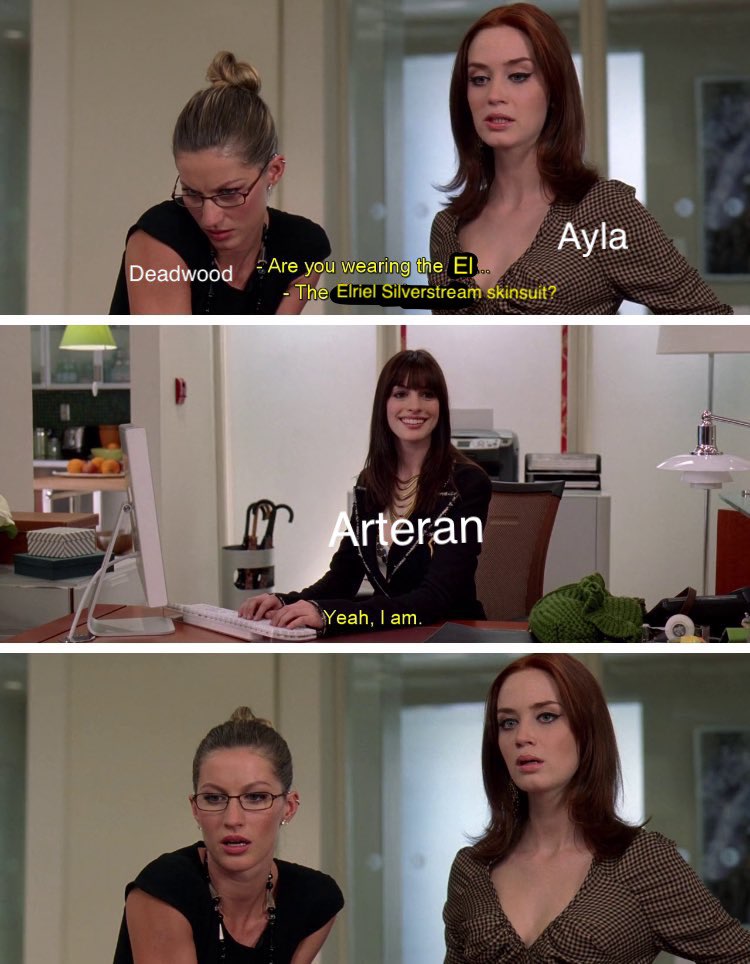 Ayla
Deadwood
- Are you wearing the El...
- The Elriel Silverstream skinsuit?
Arteran
Yeah, I am.